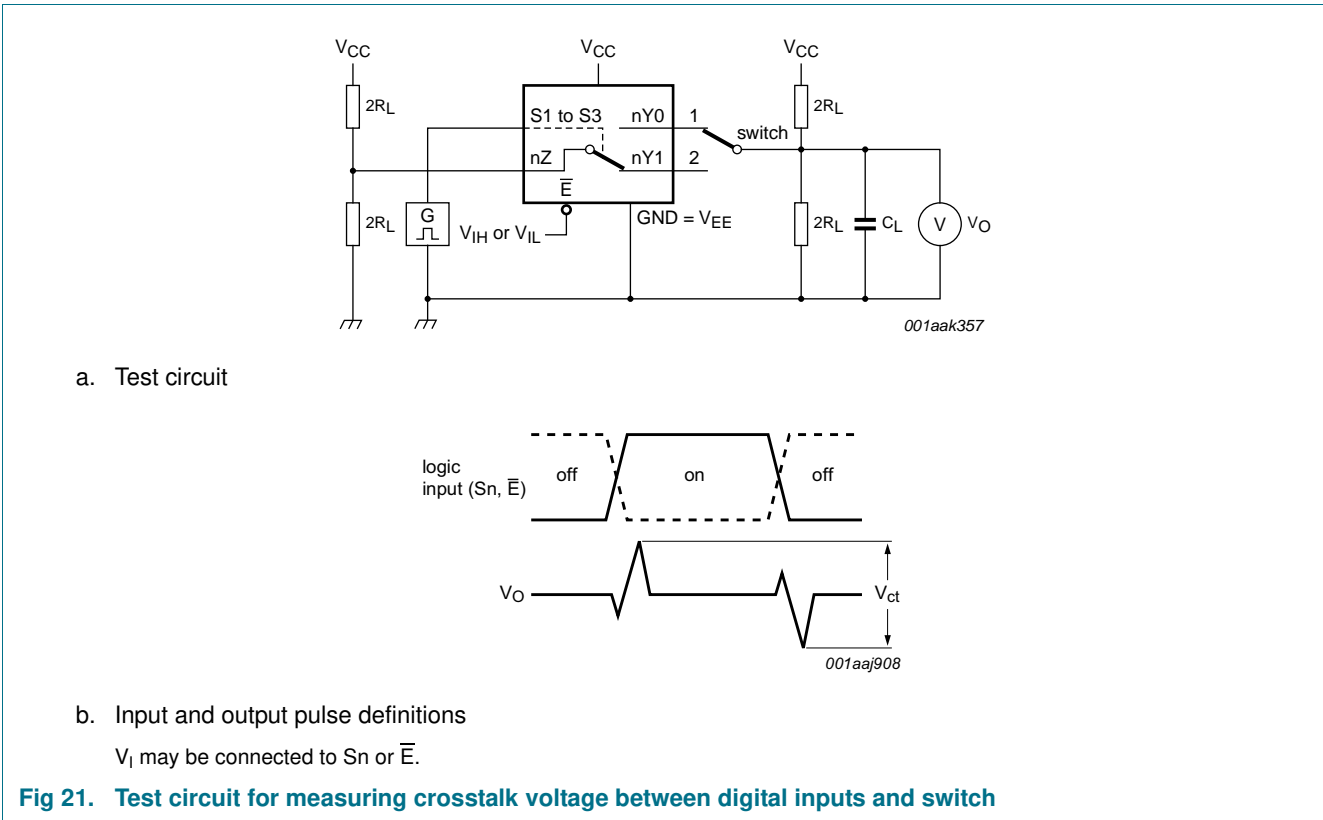 VCC VCC VCC
2RL S1 to S3 nY0 1 2RL
switch
nZ nY1 2
E̅
2RL G VIH or VIL GND = VEE 2RL CL V VO
001aak357
a. Test circuit
logic
input (Sn, E̅) off on off
VO Vct
001aaj908
b. Input and output pulse definitions
VI may be connected to Sn or E̅.
Fig 21. Test circuit for measuring crosstalk voltage between digital inputs and switch